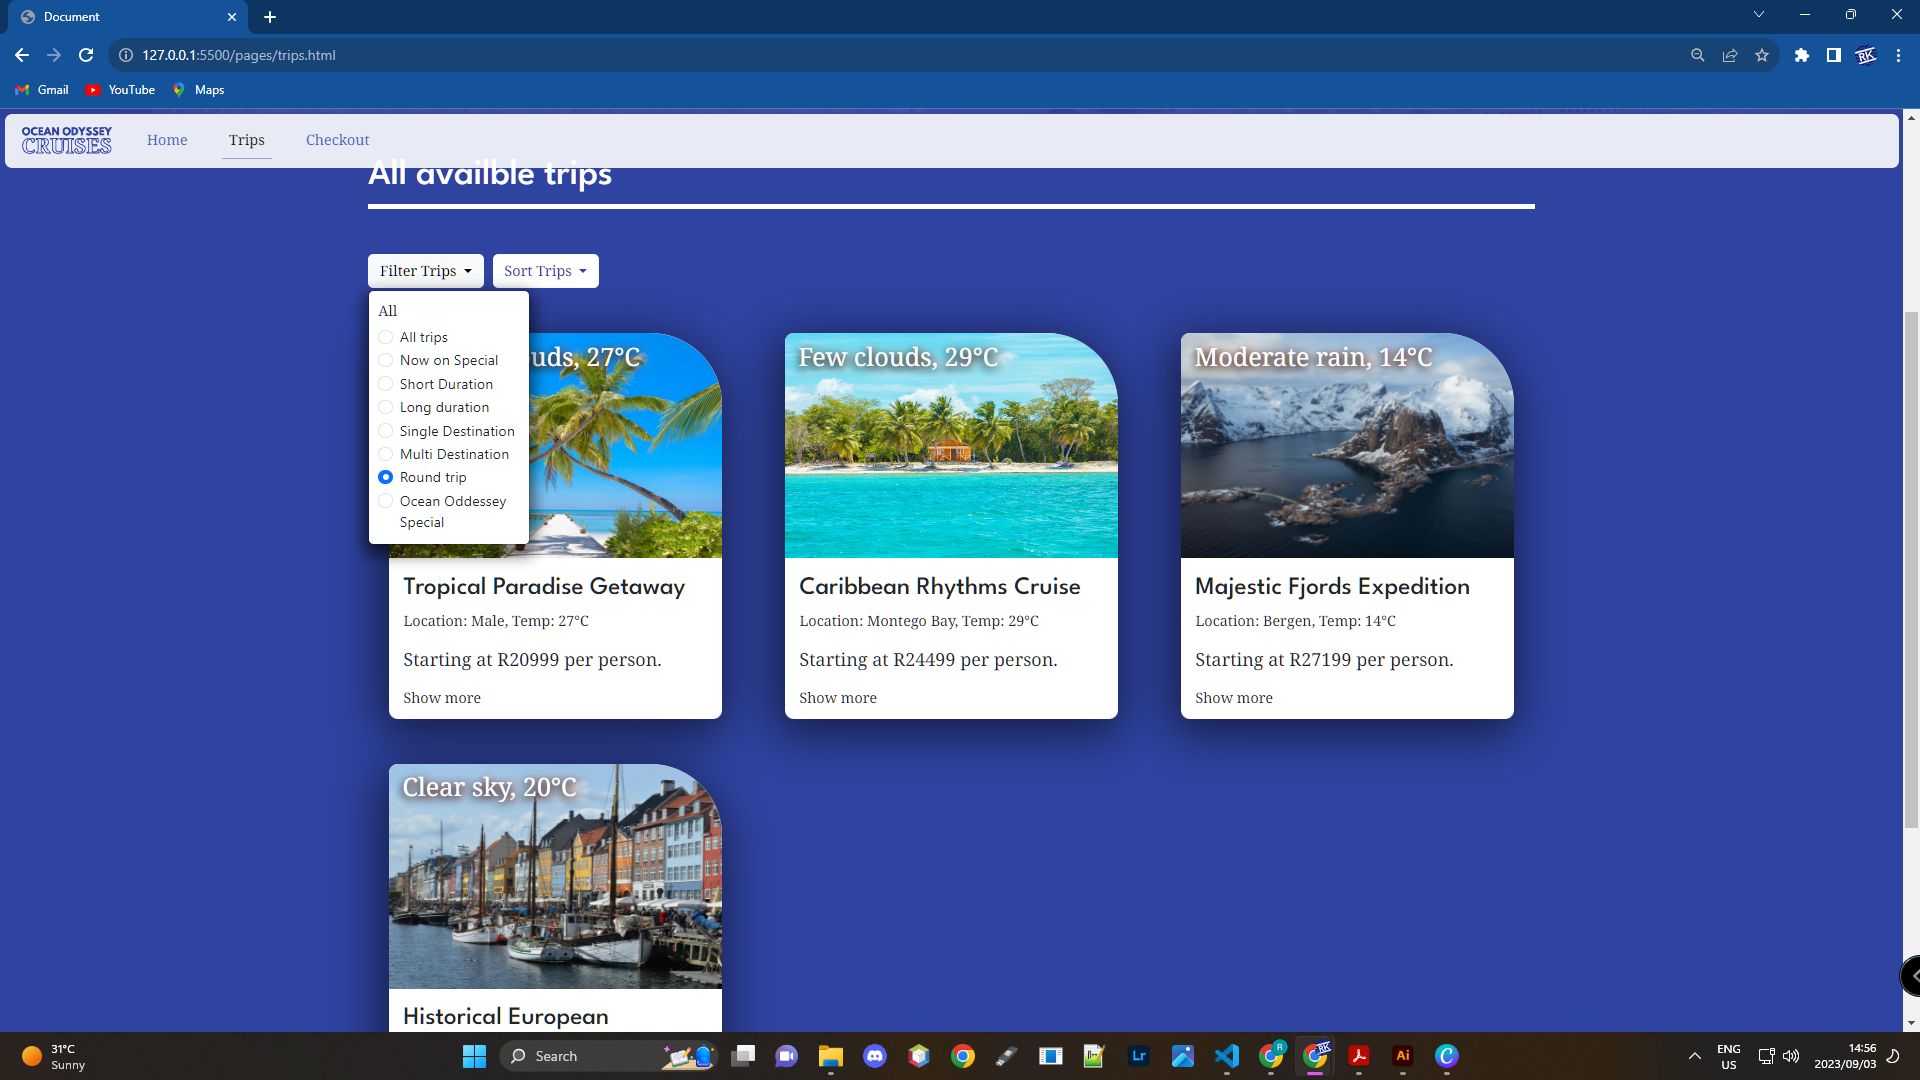 Document
127.0.0.1:5500/pages/trips.html
RK
Gmail YouTube Maps
OCEAN ODYSSEY
CRUISES
Home Trips Checkout
All availble trips
Filter Trips Sort Trips
All
All trips
Now on Special
Short Duration
Long duration
Single Destination
Multi Destination
Round trip
Ocean Oddessey
Special
uds, 27°C
Few clouds, 29°C
Moderate rain, 14°C
Tropical Paradise Getaway
Location: Male, Temp: 27°C
Starting at R20999 per person.
Show more
Caribbean Rhythms Cruise
Location: Montego Bay, Temp: 29°C
Starting at R24499 per person.
Show more
Majestic Fjords Expedition
Location: Bergen, Temp: 14°C
Starting at R27199 per person.
Show more
Clear sky, 20°C
Historical European
31°C
Sunny
Search
Lr
R
RK
Ai
ENG
US
14:56
2023/09/03